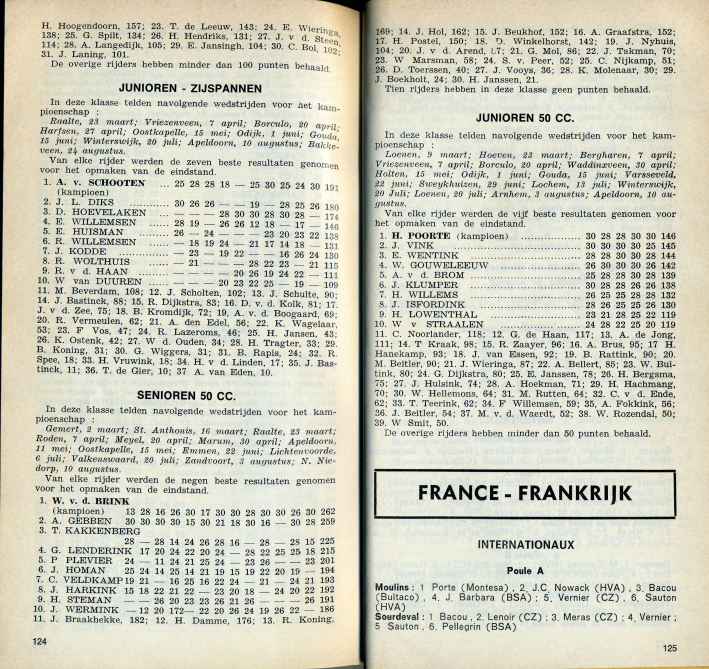 H. Hoogendoorn, 157; 23. T. de Leeuw, 143; 24. E. Wieringa,
138; 25. G. Spilt, 134; 26. H. Hendriks, 131; 27. J. v d. Steen,
114; 28. A. Langedijk, 105; 29. E. Jansingh, 104; 30. C. Bol, 102;
31. J. Laning, 101.
De overige rijders hebben minder dan 100 punten behaald.
JUNIOREN - ZIJSPANNEN
In deze klasse telden navolgende wedstrijden voor het kam-
pioenschap :
Raalte, 23 maart; Vriezenveen, 7 april; Borculo, 20 april;
Harfsen, 27 april; Oostkapelle, 15 mei; Odijk, 1 juni; Gouda,
15 juni; Winterswijk, 20 juli; Apeldoorn, 10 augustus; Bakke-
veen, 24 augustus.
Van elke rijder werden de zeven beste resultaten genomen
voor het opmaken van de eindstand.
1. A. v. SCHOOTEN ... 25 28 28 18 — 25 30 25 24 30 191
(kampioen)
2. J. L. DIKS 30 26 26 — — 19 — 28 25 26 180
3. D. HOEVELAKEN — — — 28 30 30 28 30 28 — 174
4. E. WILLEMSEN 28 19 — 26 26 12 18 — 17 — 146
5. E. HUISMAN 26 — 24 — — — 23 20 23 22 138
6. R. WILLEMSEN — 18 19 24 — 21 17 14 18 — 131
7. J. KODDE — 23 — 19 22 — — 16 26 24 130
8. R. WOLTHUIS — 21 — — — 28 22 23 — 21 115
9. R. v d. HAAN — — — 20 26 19 24 22 — 111
10. W van DUUREN — — 20 23 22 25 — 19 — 109
11. M. Beverdam, 108; 12. J. Scholten, 102; 13. J. Schulte, 90;
14. J. Bastinck, 88; 15. R. Dijkstra, 83; 16. D. v d. Kolk, 81; 17.
J. v d. Zee, 75; 18. B. Kromdijk, 72; 19, A. v d. Boogaard, 69;
20. R. Vermeulen, 62; 21. A. den Edel, 56; 22. K. Wagelaar,
53; 23. F Vos, 47; 24. R. Lazeroms, 46; 25. H. Jansen, 43;
26. K. Ostenk, 42; 27. W d. Ouden, 34; 28. H. Tragter, 33; 29.
B. Koning, 31; 30. G. Wiggers, 31; 31. B. Rapis, 24; 32. R.
Spee, 18; 33. H. Vruwink, 18; 34. H. v d. Linden, 17; 35. J. Bas-
tinck, 11; 36. T. de Gier, 10; 37 A. van Eden, 10.
SENIOREN 50 CC.
In deze klasse telden navolgende wedstrijden voor het kam-
pioenschap :
Gemert, 2 maart; St. Anthonis, 16 maart; Raalte, 23 maart;
Roden, 7 april; Meyel, 20 april; Marum, 30 april; Apeldoorn,
11 mei; Oostkapelle, 15 mei; Emmen, 22 juni; Lichtenvoorde,
6 juli; Valkenswaard, 20 juli; Zandvoort, 3 augustus; N. Nie-
dorp, 10 augustus.
Van elke rijder werden de negen beste resultaten genomen
voor het opmaken van de eindstand.
1. W. v. d. BRINK
(kampioen) 13 28 16 26 30 17 30 30 28 30 30 26 30 262
2. A. GEBBEN 30 30 30 30 15 30 21 18 30 16 — 30 28 259
3. T. KAKKENBERG
28 — 28 14 24 26 28 16 — 28 — 28 15 225
4. G. LENDERINK 17 20 24 22 20 24 — 28 22 25 25 18 215
5. P PLEVIER 24 — 11 24 21 25 24 — 23 26 — — 23 201
6. J. HOMAN 25 24 14 25 14 21 19 15 19 22 20 19 — 194
7. C. VELDKAMP 19 21 — 16 25 16 22 24 — 21 — 24 21 193
8. J. HARKINK 15 18 22 21 22 — 23 20 18 — 24 20 22 192
9. H. STEMAN — — 26 20 23 23 26 21 26 — — — 26 191
10. J. WERMINK — 12 20 172— 22 20 26 24 19 26 22 — 186
11. J. Braakhekke, 182; 12. H. Damme, 176; 13. R. Koning,
124
169; 14. J. Hol, 162; 15. J. Beukhof, 152; 16. A. Graafstra, 152;
17. H. Postel, 150; 18. D. Winkelhorst, 142; 19. J. Nyhuis,
104; 20. J. v d. Arend, 87; 21. G. Mol, 86; 22. J. Takman, 70;
23. W Marsman, 58; 24. S. v. Peer, 52; 25. C. Nijkamp, 51;
26. D. Toerssen, 40; 27. J. Vooys, 36; 28. K. Molenaar, 30; 29.
J. Boekholt, 24; 30. H. Janssen, 21.
Tien rijders hebben in deze klasse geen punten behaald.
JUNIOREN 50 CC.
In deze klasse telden navolgende wedstrijden voor het kam-
pioenschap :
Loenen, 9 maart; Hoeven, 23 maart; Bergharen, 7 april;
Vriezenveen, 7 april; Borculo, 20 april; Waddinxveen, 30 april;
Holten, 15 mei; Odijk, 1 juni; Gouda, 15 juni; Varsseveld,
22 juni; Sweykhuizen, 29 juni; Lochem, 13 juli; Winterswijk,
20 Juli; Loenen, 20 juli; Arnhem, 3 augustus; Apeldoorn, 10 au-
gustus.
Van elke rijder werden de vijf beste resultaten genomen voor
het opmaken van de eindstand.
1. H. POORTE (kampioen) 30 28 28 30 30 146
2. J. VINK 30 30 30 30 25 145
3. E. WENTINK 28 28 30 30 28 144
4. W. GOUWELEEUW 26 30 30 30 26 142
5. A. v d. BROM 25 28 28 30 28 139
6. J. KLUMPER 30 28 28 26 26 138
7. H. WILLEMS 26 25 25 28 28 132
8. J. ISFORDINK 28 26 25 25 26 130
9. H. LOWENTHAL 23 21 28 25 22 119
10. W v STRAALEN 24 28 22 25 20 119
11. C. Noorlander, 118; 12. G. de Haan, 117; 13. A. de Jong,
111; 14. T Kraak, 98; 15. R. Zaayer, 96; 16. A. Brus, 95; 17 H.
Hanekamp, 93; 18. J. van Essen, 92; 19. B. Rattink, 90; 20.
M. Beitler, 90; 21. J. Wieringa, 87; 22. A. Bellert, 85; 23. W. Bui-
tink, 80; 24. G. Dijkstra, 80; 25. E. Janssen, 78; 26. H. Bergsma,
75; 27. J. Hulsink, 74; 28. A. Hoekman, 71; 29. H. Hachmang,
70; 30. W. Hellemons, 64; 31. M. Rutten, 64; 32. C. v d. Ende,
62; 33. T. Teerink, 62; 34. F Willemsen, 59; 35, A. Fokkink, 56;
36. J. Beitler, 54; 37. M. v d. Waerdt, 52; 38. W. Rozendal, 50;
39. W Smit, 50.
De overige rijders hebben minder dan 50 punten behaald.
FRANCE - FRANKRIJK
INTERNATIONAUX
Poule A
Moulins : 1 Porte (Montesa) , 2, J.C, Nowack (HVA) , 3, Bacou
(Bultaco) , 4, J, Barbara (BSA) ; 5, Vernier (CZ) , 6, Sauton
(HVA)
Sourdeval : 1 Bacou , 2, Lenoir (CZ) ; 3, Meras (CZ) ; 4, Vernier ;
5 Sauton , 6, Pellegrin (BSA)
125